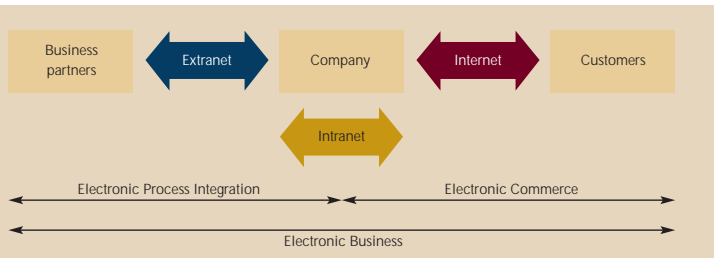 Business
partners
Extranet
Company
Internet
Customers
Intranet
Electronic Process Integration
Electronic Commerce
Electronic Business